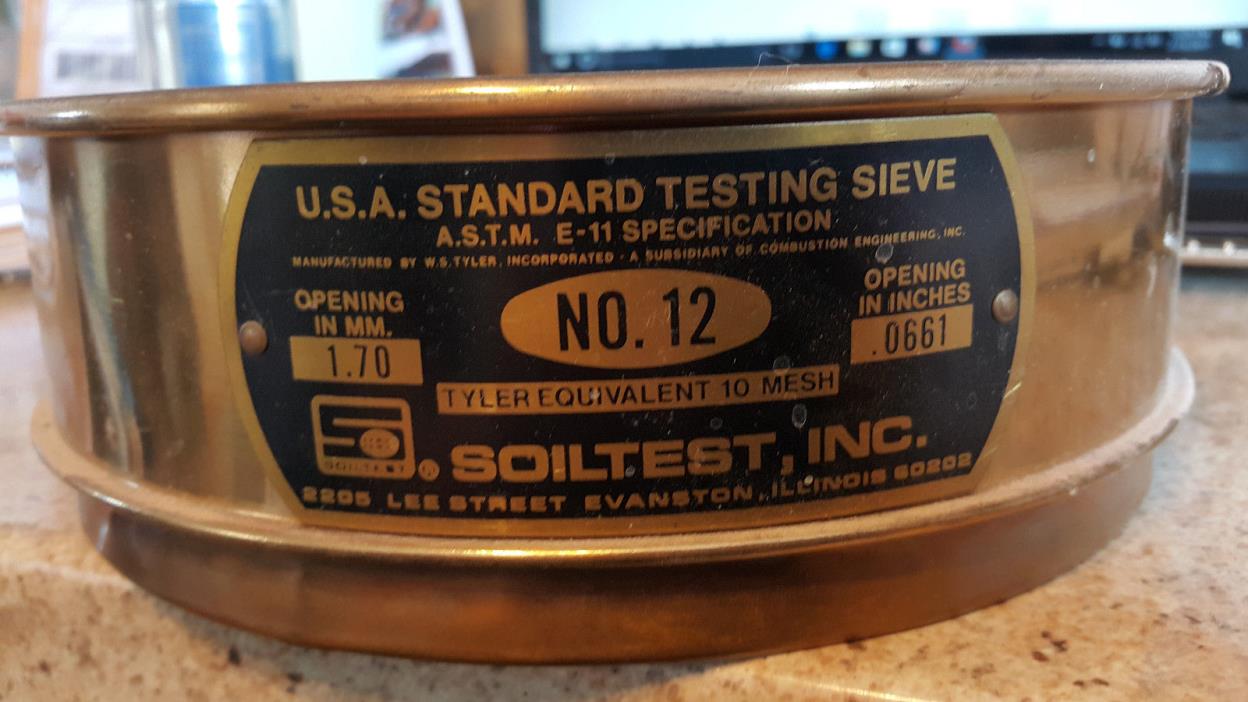 U.S.A. STANDARD TESTING SIEVE
A.S.T.M. E-11 SPECIFICATION
MANUFACTURED BY W.S. TYLER, INCORPORATED - A SUBSIDIARY OF COMBUSTION ENGINEERING, INC.
OPENING
IN MM.
1.70
NO. 12
OPENING
IN INCHES
.0661
TYLER EQUIVALENT 10 MESH
SOILTEST
®
SOILTEST, INC.
2205 LEE STREET EVANSTON, ILLINOIS 60202